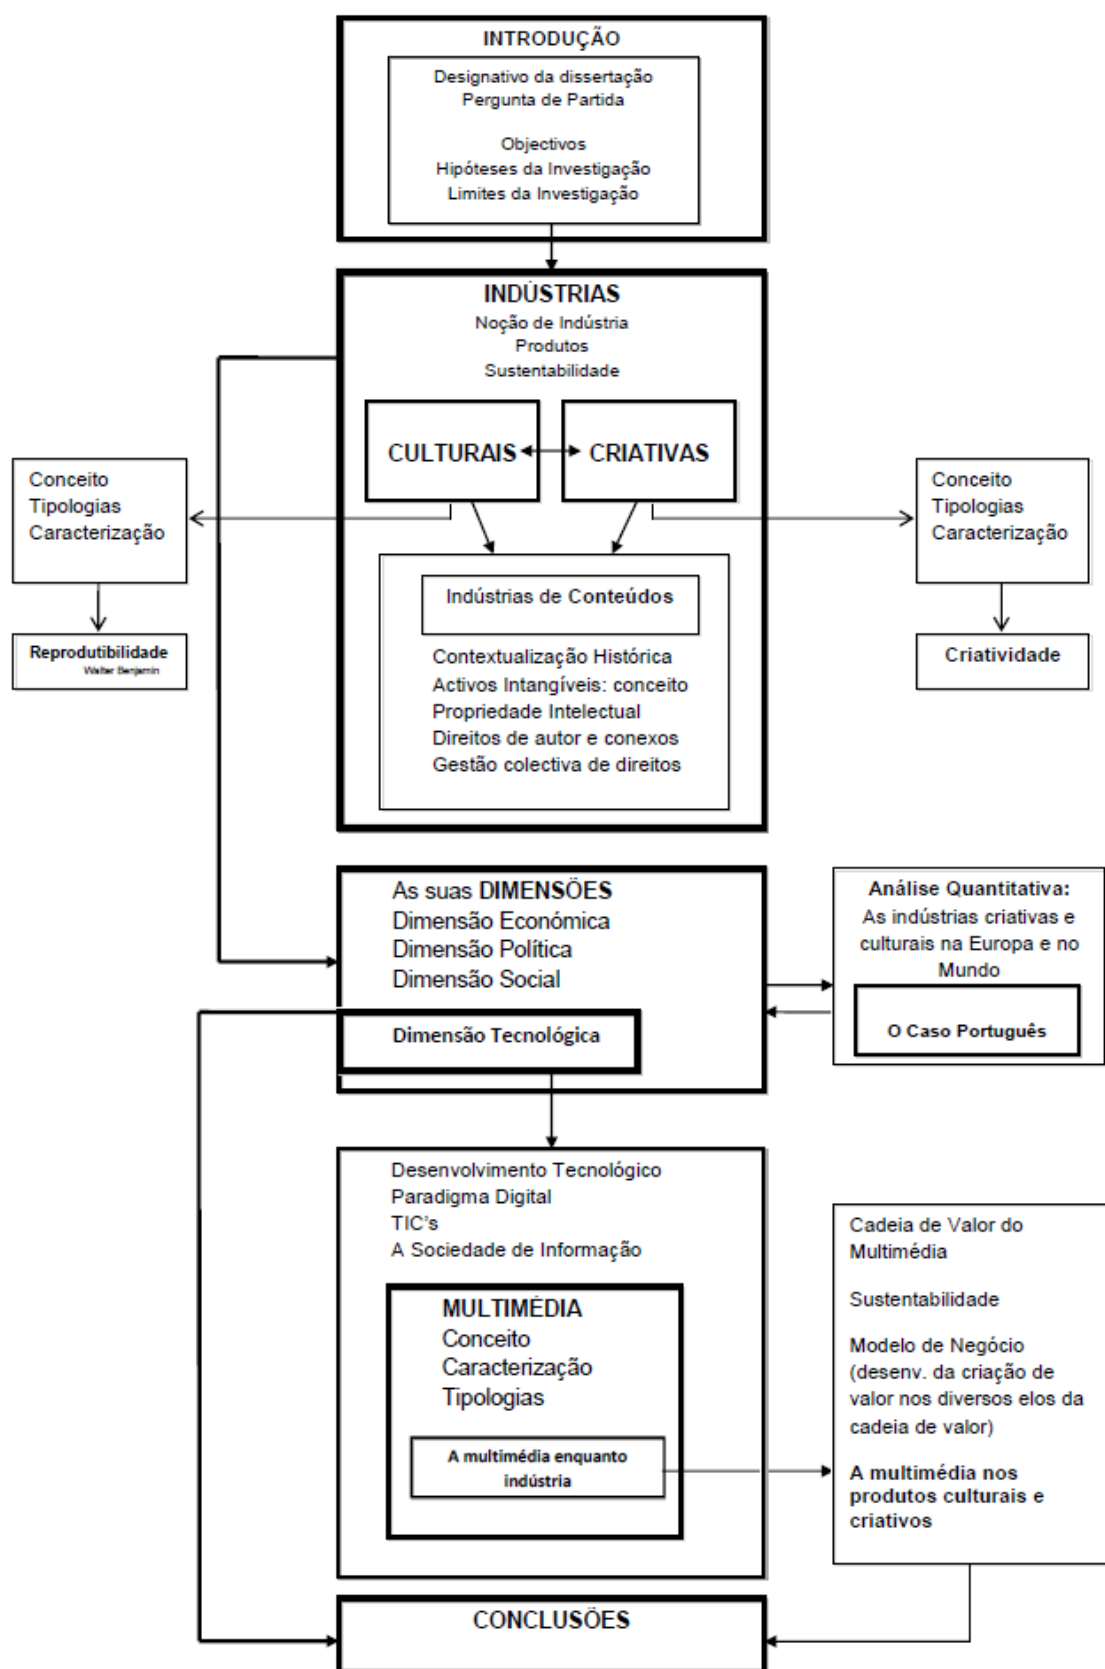 INTRODUÇÃO
Designativo da dissertação
Pergunta de Partida
Objectivos
Hipóteses da Investigação
Limites da Investigação
INDÚSTRIAS
Noção de Indústria
Produtos
Sustentabilidade
CULTURAIS
CRIATIVAS
Conceito
Tipologias
Caracterização
Reprodutibilidade
Walter Benjamin
Conceito
Tipologias
Caracterização
Criatividade
Indústrias de Conteúdos
Contextualização Histórica
Activos Intangíveis: conceito
Propriedade Intelectual
Direitos de autor e conexos
Gestão colectiva de direitos
As suas DIMENSÕES
Dimensão Económica
Dimensão Política
Dimensão Social
Dimensão Tecnológica
Análise Quantitativa:
As indústrias criativas e
culturais na Europa e no
Mundo
O Caso Português
Desenvolvimento Tecnológico
Paradigma Digital
TIC's
A Sociedade de Informação
MULTIMÉDIA
Conceito
Caracterização
Tipologias
A multimédia enquanto
indústria
Cadeia de Valor do
Multimédia
Sustentabilidade
Modelo de Negócio
(desenv. da criação de
valor nos diversos elos da
cadeia de valor)
A multimédia nos
produtos culturais e
criativos
CONCLUSÕES